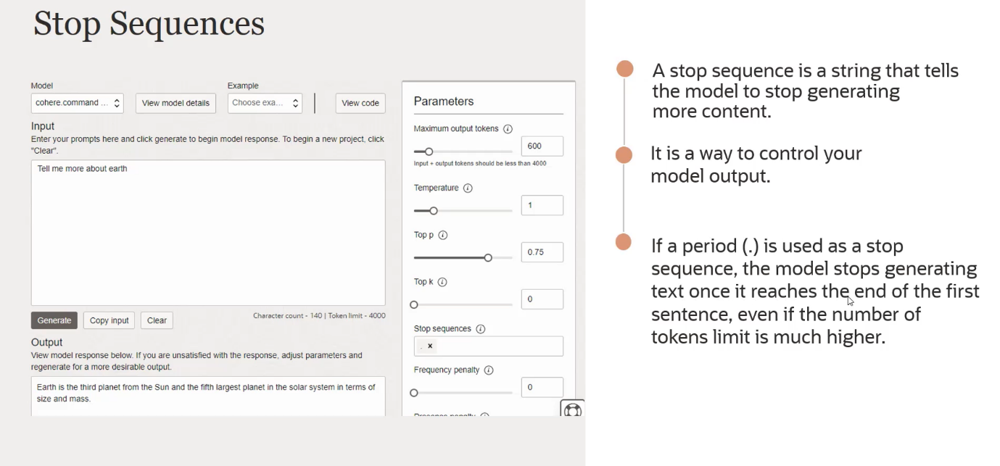 Stop Sequences
Model
cohere.command ...
View model details
Example
Choose exa...
View code
Input
Enter your prompts here and click generate to begin model response. To begin a new project, click
"Clear".
Tell me more about earth
Generate
Copy input
Clear
Character count - 140 | Token limit - 4000
Output
View model response below. If you are unsatisfied with the response, adjust parameters and
regenerate for a more desirable output.
Earth is the third planet from the Sun and the fifth largest planet in the solar system in terms of
size and mass.
Parameters
Maximum output tokens
600
Input + output tokens should be less than 4000
Temperature
1
Top p
0.75
Top k
0
Stop sequences
. x
Frequency penalty
0
Presence penalty
A stop sequence is a string that tells
the model to stop generating
more content.
It is a way to control your
model output.
If a period (.) is used as a stop
sequence, the model stops generating
text once it reaches the end of the first
sentence, even if the number of
tokens limit is much higher.